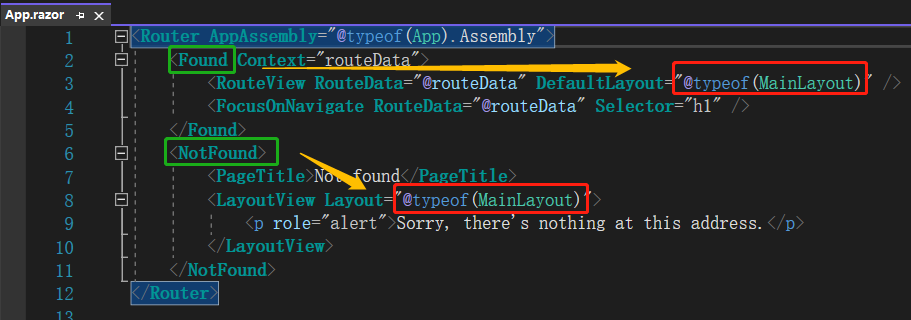 App.razor
1 <Router AppAssembly="@typeof(App).Assembly">
2 <Found Context="routeData">
3 <RouteView RouteData="@routeData" DefaultLayout="@typeof(MainLayout)" />
4 <FocusOnNavigate RouteData="@routeData" Selector="h1" />
5 </Found>
6 <NotFound>
7 <PageTitle>Not found</PageTitle>
8 <LayoutView Layout="@typeof(MainLayout)">
9 <p role="alert">Sorry, there's nothing at this address.</p>
10 </LayoutView>
11 </NotFound>
12 </Router>
13